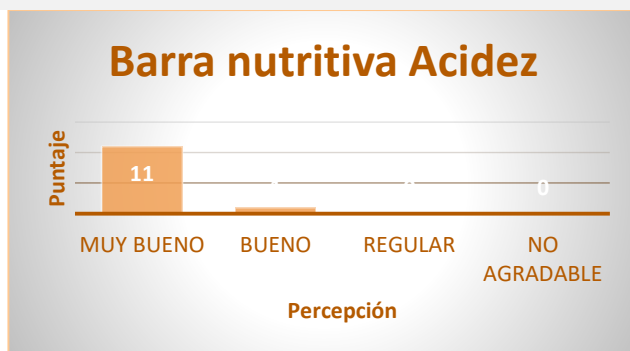 Barra nutritiva Acidez
Puntaje
11
0
MUY BUENO
BUENO
REGULAR
NO
AGRADABLE
Percepción